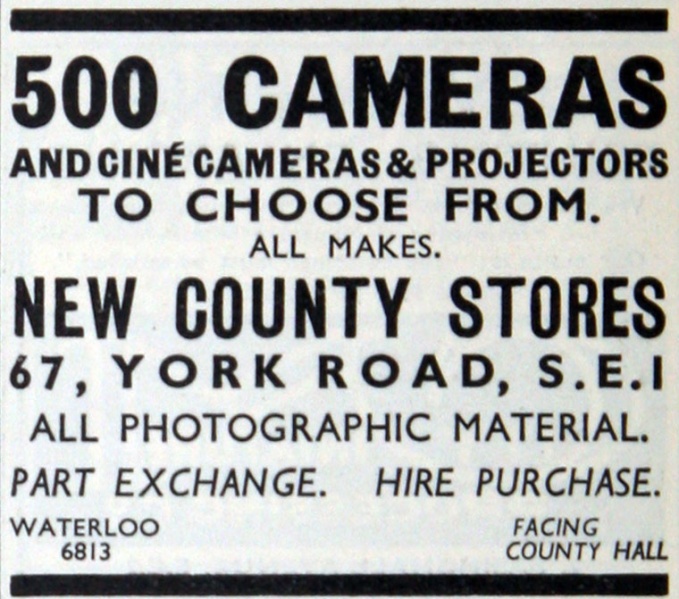 500 CAMERAS
AND CINÉ CAMERAS & PROJECTORS
TO CHOOSE FROM.
ALL MAKES.
NEW COUNTY STORES
67, YORK ROAD, S.E.1
ALL PHOTOGRAPHIC MATERIAL.
PART EXCHANGE. HIRE PURCHASE.
WATERLOO
6813
FACING
COUNTY HALL